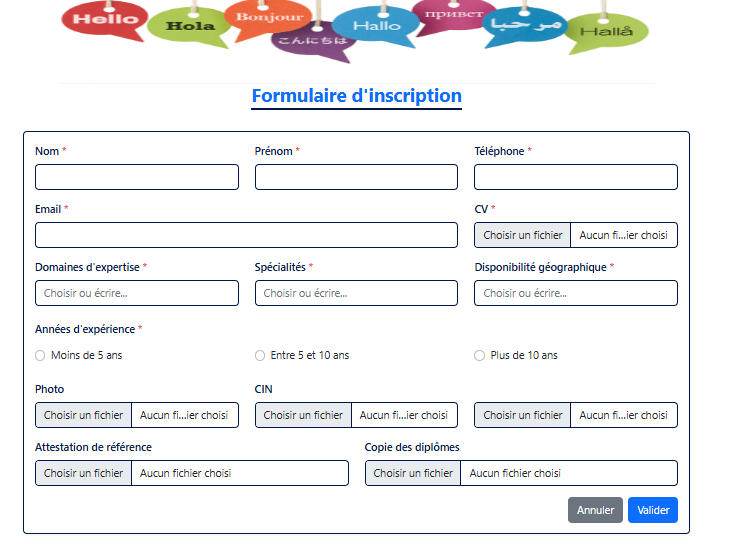 Hello
Hola
Bonjour
こんにちは
Hallo
привет
مرحبا
Hallå
Formulaire d'inscription
Nom * Prénom * Téléphone *
Email * CV *
Choisir un fichier Aucun fi...ier choisi
Domaines d'expertise * Spécialités * Disponibilité géographique *
Choisir ou écrire... Choisir ou écrire... Choisir ou écrire...
Années d'expérience *
Moins de 5 ans Entre 5 et 10 ans Plus de 10 ans
Photo CIN
Choisir un fichier Aucun fi...ier choisi Choisir un fichier Aucun fi...ier choisi Choisir un fichier Aucun fi...ier choisi
Attestation de référence Copie des diplômes
Choisir un fichier Aucun fichier choisi Choisir un fichier Aucun fichier choisi
Annuler Valider